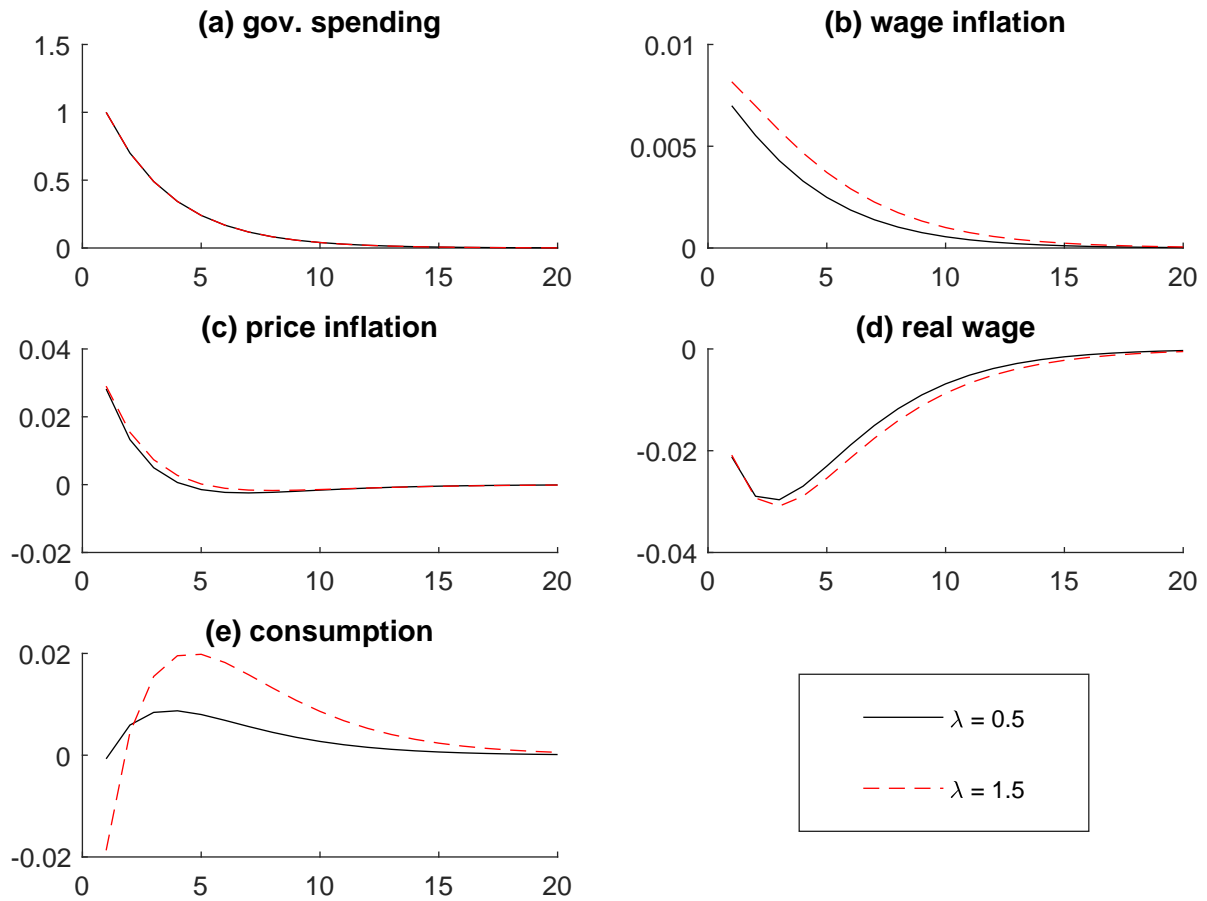 (a) gov. spending
1.5
1
0.5
0
0 5 10 15 20
(b) wage inflation
0.01
0.005
0
0 5 10 15 20
(c) price inflation
0.04
0.02
0
-0.02
0 5 10 15 20
(d) real wage
0
-0.02
-0.04
0 5 10 15 20
(e) consumption
0.02
0
-0.02
0 5 10 15 20
λ = 0.5
λ = 1.5